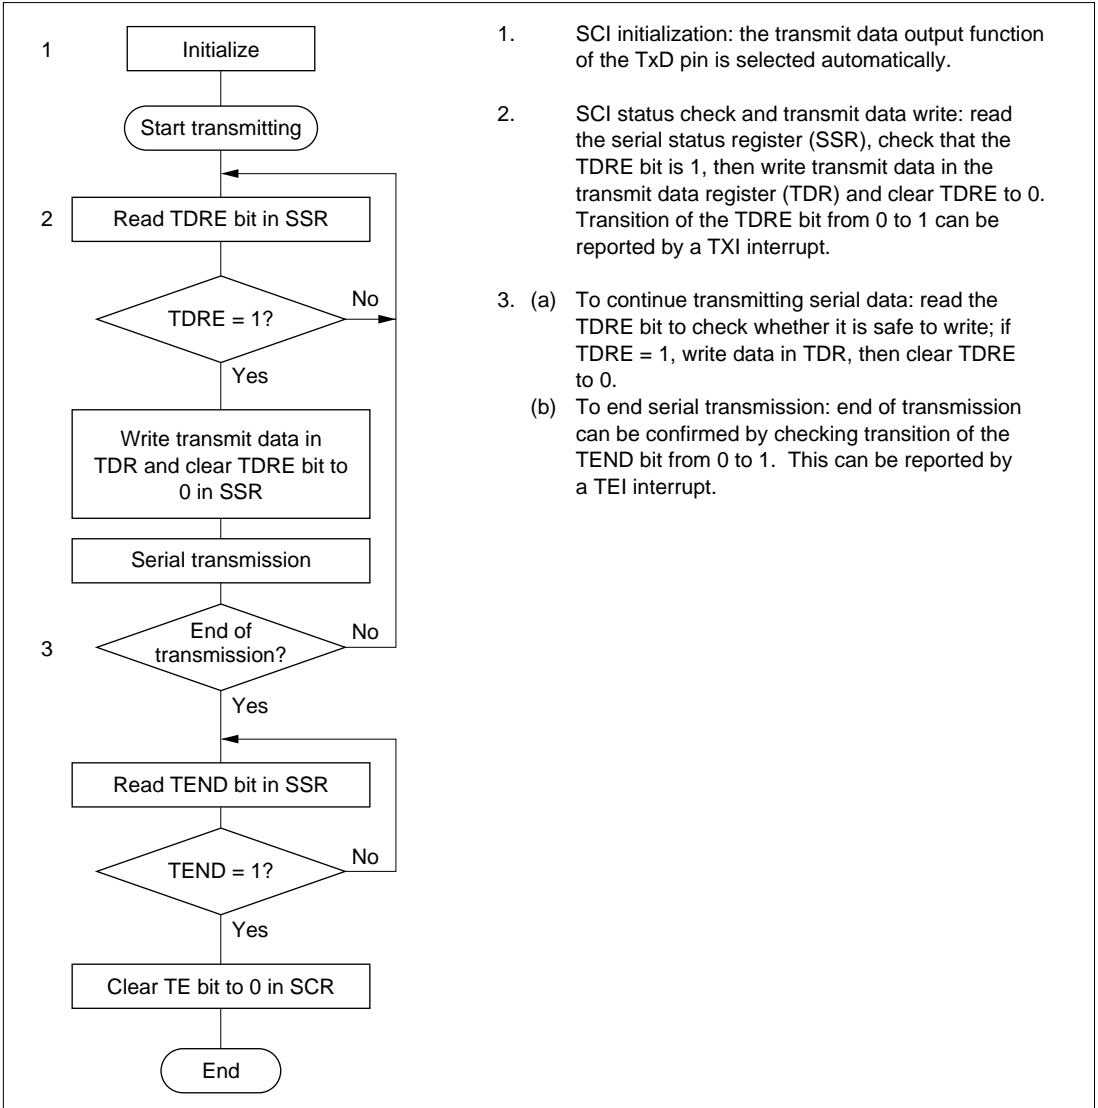 1
Initialize
Start transmitting
2
Read TDRE bit in SSR
TDRE = 1?
No
Yes
Write transmit data in
TDR and clear TDRE bit to
0 in SSR
Serial transmission
3
End of
transmission?
No
Yes
Read TEND bit in SSR
TEND = 1?
No
Yes
Clear TE bit to 0 in SCR
End
1. SCI initialization: the transmit data output function
of the TxD pin is selected automatically.
2. SCI status check and transmit data write: read
the serial status register (SSR), check that the
TDRE bit is 1, then write transmit data in the
transmit data register (TDR) and clear TDRE to 0.
Transition of the TDRE bit from 0 to 1 can be
reported by a TXI interrupt.
3. (a) To continue transmitting serial data: read the
TDRE bit to check whether it is safe to write; if
TDRE = 1, write data in TDR, then clear TDRE
to 0.
(b) To end serial transmission: end of transmission
can be confirmed by checking transition of the
TEND bit from 0 to 1. This can be reported by
a TEI interrupt.